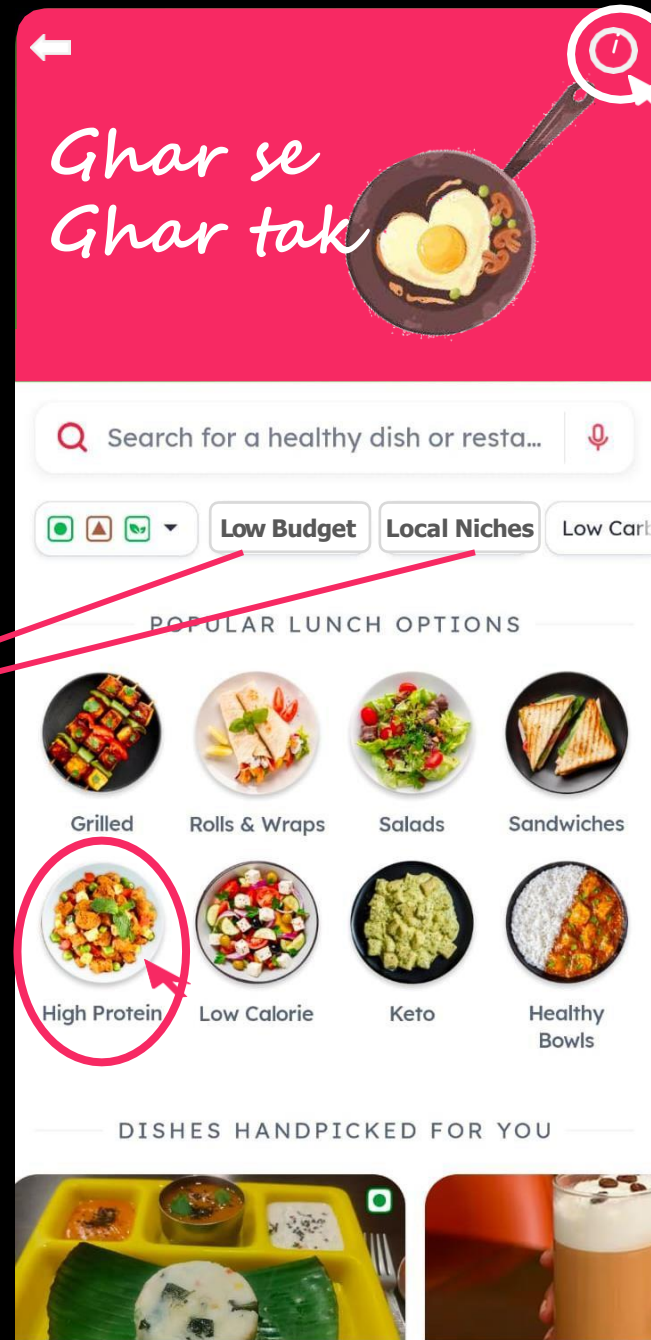 Ghar se
Ghar tak
Search for a healthy dish or resta...
Low Budget Local Niches Low Carb
POPULAR LUNCH OPTIONS
Grilled Rolls & Wraps Salads Sandwiches
High Protein Low Calorie Keto Healthy
Bowls
DISHES HANDPICKED FOR YOU